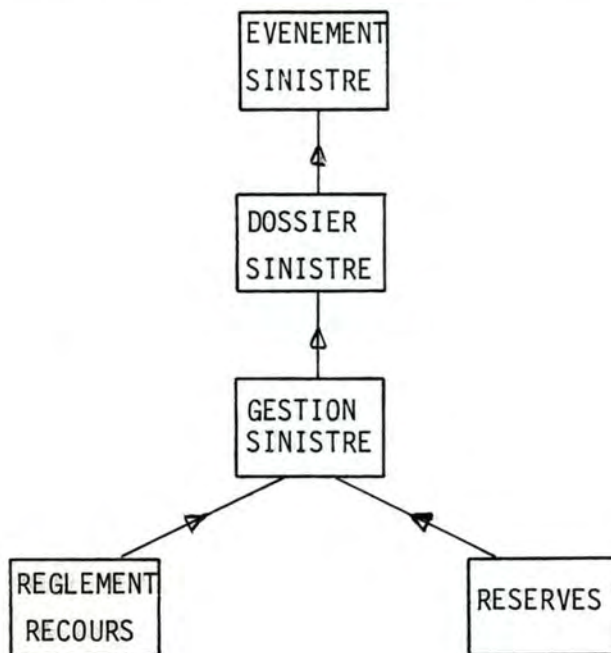 EVENEMENT
SINISTRE
DOSSIER
SINISTRE
GESTION
SINISTRE
REGLEMENT
RECOURS
RESERVES